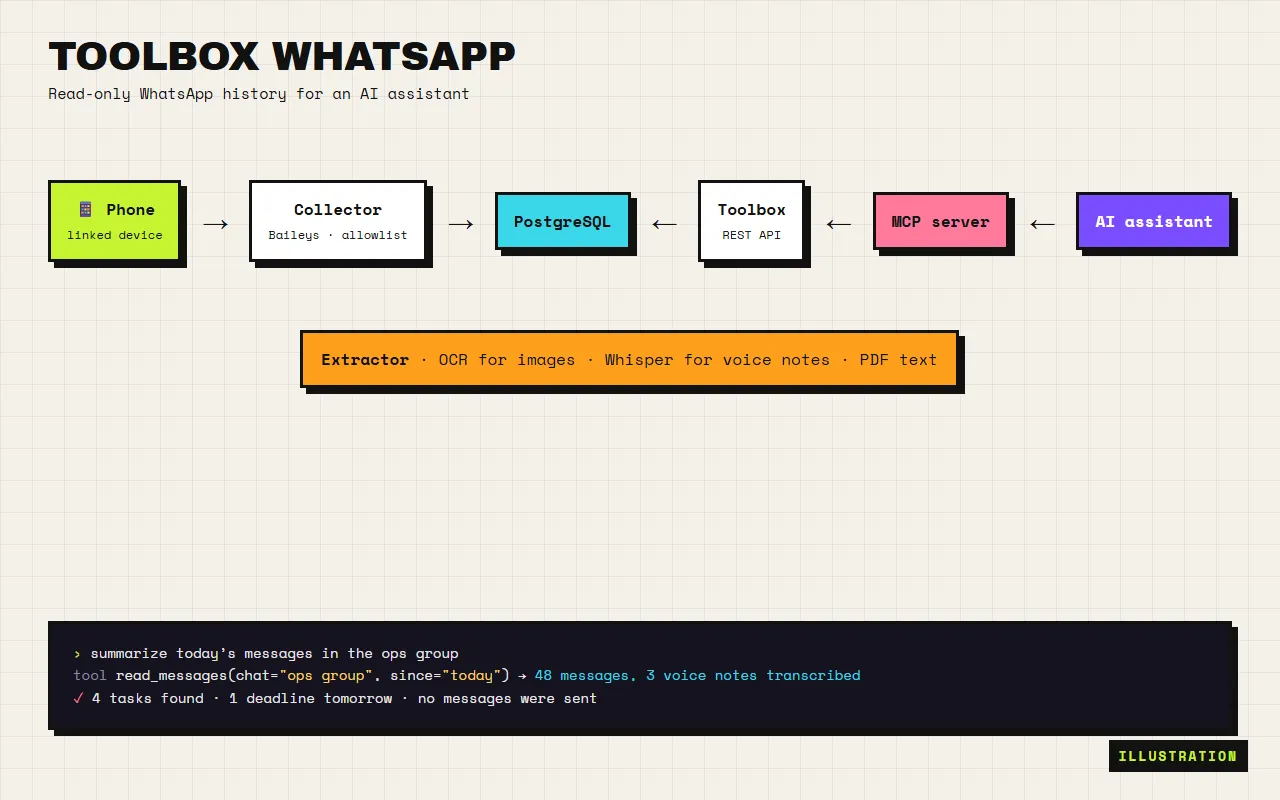 TOOLBOX WHATSAPP
Read-only WhatsApp history for an AI assistant
Phone
linked device
→
Collector
Baileys · allowlist
→
PostgreSQL
←
Toolbox
REST API
←
MCP server
←
AI assistant
Extractor · OCR for images · Whisper for voice notes · PDF text
› summarize today's messages in the ops group
tool read_messages(chat="ops group", since="today") → 48 messages, 3 voice notes transcribed
✓ 4 tasks found · 1 deadline tomorrow · no messages were sent
ILLUSTRATION